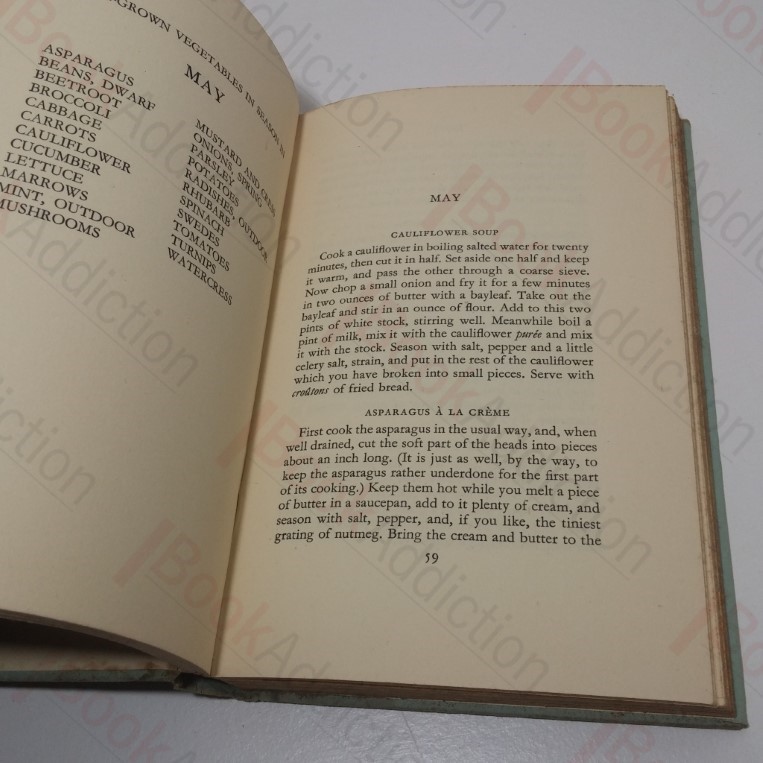 -GROWN VEGETABLES IN SEASON IN
MAY
ASPARAGUS
BEANS, DWARF
BEETROOT
BROCCOLI
CABBAGE
CARROTS
CAULIFLOWER
CUCUMBER
LETTUCE
MARROWS
MINT, OUTDOOR
MUSHROOMS
MUSTARD AND CRESS
ONIONS, SPRING
PARSLEY
POTATOES
RADISHES, OUTDOOR
RHUBARB
SPINACH
SWEDES
TOMATOES
TURNIPS
WATERCRESS
MAY
CAULIFLOWER SOUP
Cook a cauliflower in boiling salted water for twenty
minutes, then cut it in half. Set aside one half and keep
it warm, and pass the other through a coarse sieve.
Now chop a small onion and fry it for a few minutes
in two ounces of butter with a bayleaf. Take out the
bayleaf and stir in an ounce of flour. Add to this two
pints of white stock, stirring well. Meanwhile boil a
pint of milk, mix it with the cauliflower purée and mix
it with the stock. Season with salt, pepper and a little
celery salt, strain, and put in the rest of the cauliflower
which you have broken into small pieces. Serve with
croûtons of fried bread.
ASPARAGUS À LA CRÈME
First cook the asparagus in the usual way, and, when
well drained, cut the soft part of the heads into pieces
about an inch long. (It is just as well, by the way, to
keep the asparagus rather underdone for the first part
of its cooking.) Keep them hot while you melt a piece
of butter in a saucepan, add to it plenty of cream, and
season with salt, pepper, and, if you like, the tiniest
grating of nutmeg. Bring the cream and butter to the
59
BookAddiction